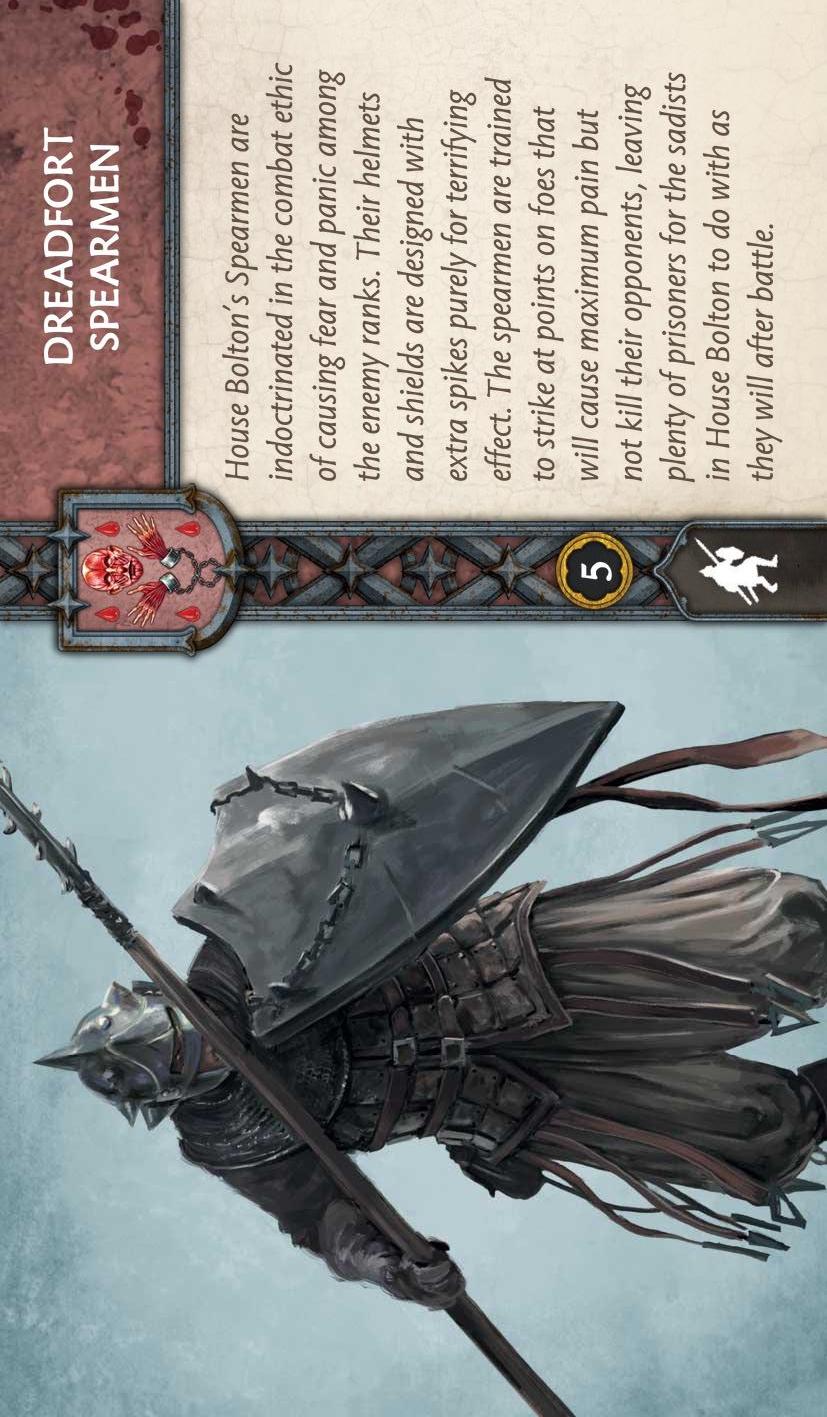 DREADFORT
SPEARMEN
House Bolton's Spearmen are
indoctrinated in the combat ethic
of causing fear and panic among
the enemy ranks. Their helmets
and shields are designed with
extra spikes purely for terrifying
effect. The spearmen are trained
to strike at points on foes that
will cause maximum pain but
not kill their opponents, leaving
plenty of prisoners for the sadists
in House Bolton to do with as
they will after battle.
5